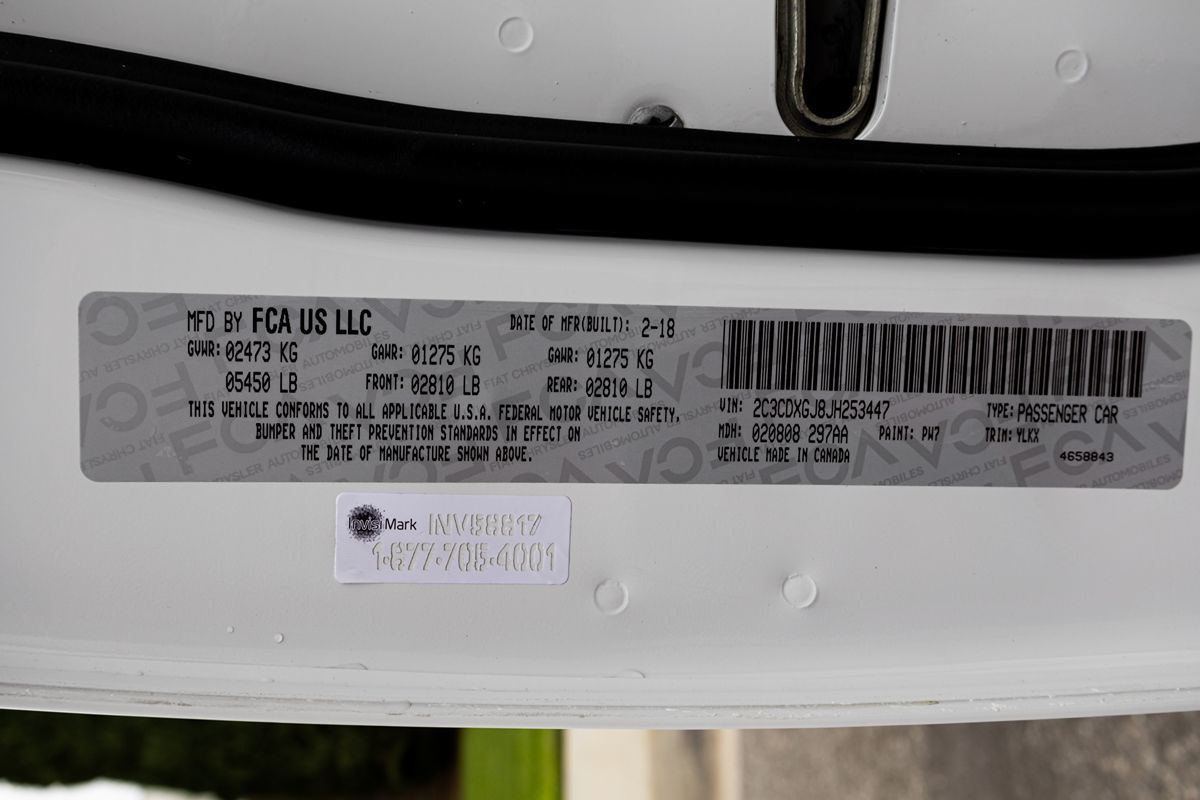 MFD BY FCA US LLC
DATE OF MFR(BUILT): 2-18
GVWR: 02473 KG GAWR: 01275 KG GAWR: 01275 KG
05450 LB FRONT: 02810 LB REAR: 02810 LB
THIS VEHICLE CONFORMS TO ALL APPLICABLE U.S.A. FEDERAL MOTOR VEHICLE SAFETY,
BUMPER AND THEFT PREVENTION STANDARDS IN EFFECT ON
THE DATE OF MANUFACTURE SHOWN ABOVE.
VIN: 2C3CDXGJ8JH253447 TYPE: PASSENGER CAR
MDH: 020808 297AA PAINT: PW7 TRIM: YLKX
VEHICLE MADE IN CANADA 4658843
InvisiMark
1.877.705.4001